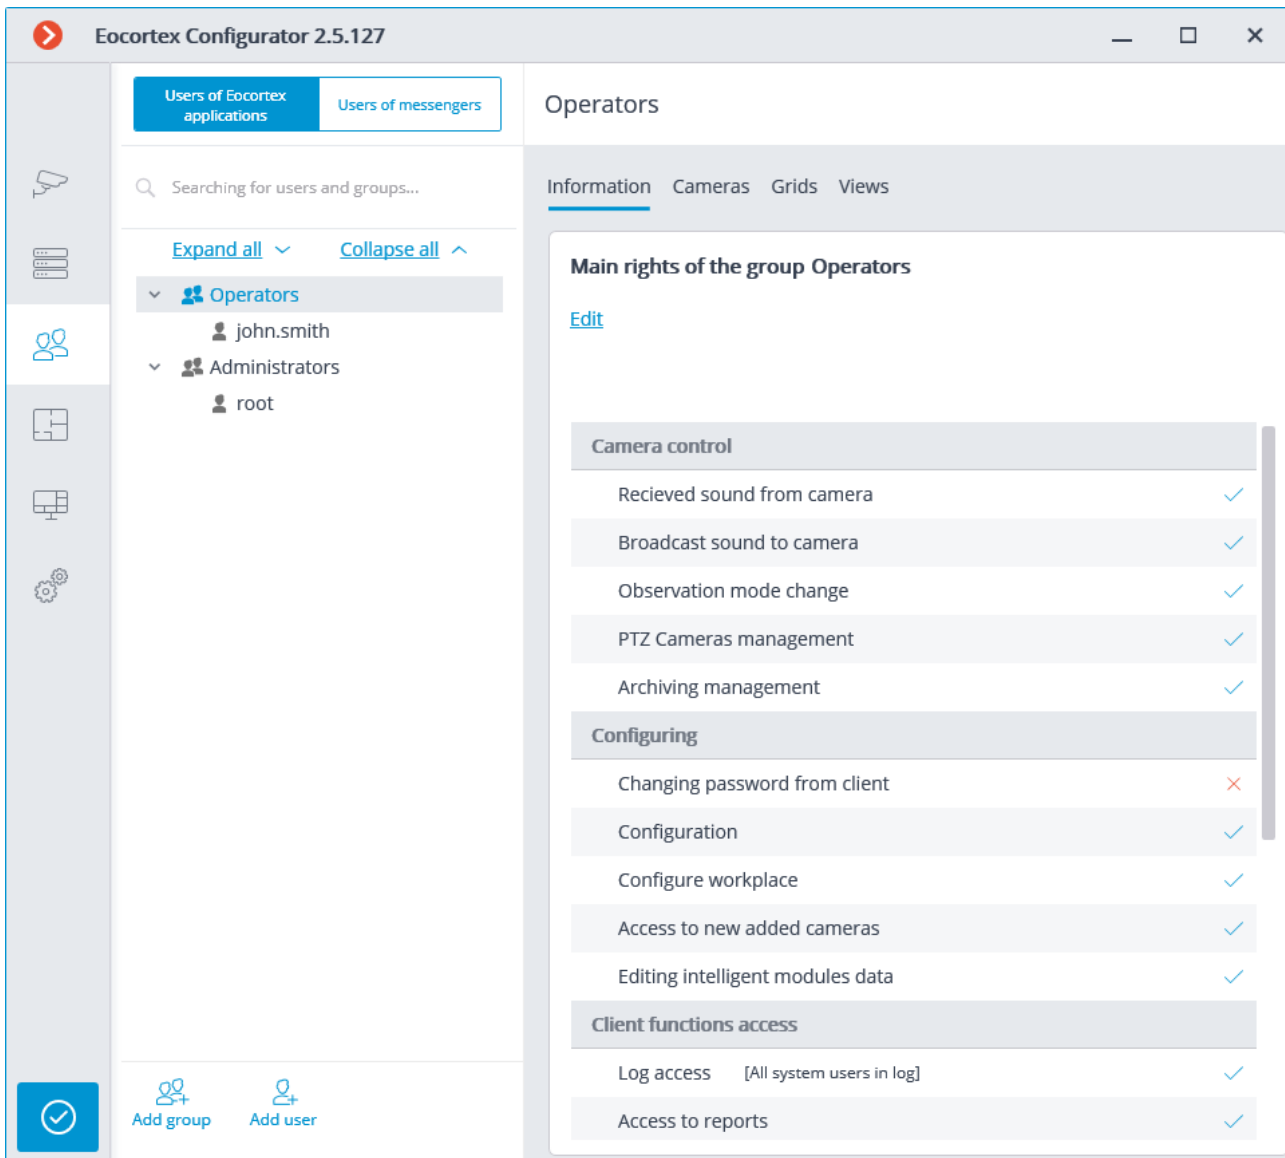 Eocortex Configurator 2.5.127
Users of Eocortex
applications
Users of messengers
Searching for users and groups...
Expand all
Collapse all
Operators
john.smith
Administrators
root
Add group
Add user
Operators
Information
Cameras
Grids
Views
Main rights of the group Operators
Edit
Camera control
Recieved sound from camera
Broadcast sound to camera
Observation mode change
PTZ Cameras management
Archiving management
Configuring
Changing password from client
Configuration
Configure workplace
Access to new added cameras
Editing intelligent modules data
Client functions access
Log access [All system users in log]
Access to reports